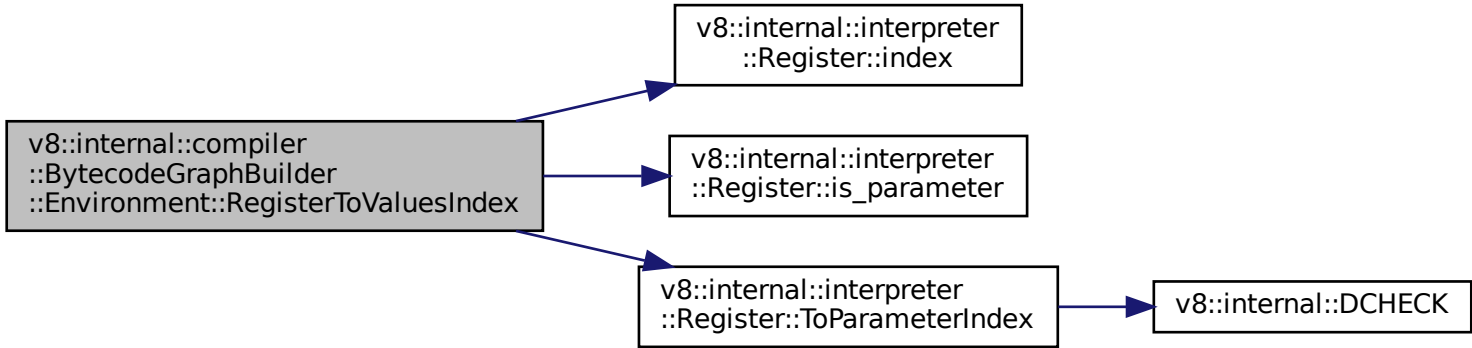 v8::internal::interpreter
::Register::index
v8::internal::compiler
::BytecodeGraphBuilder
::Environment::RegisterToValuesIndex
v8::internal::interpreter
::Register::is_parameter
v8::internal::interpreter
::Register::ToParameterIndex
v8::internal::DCHECK